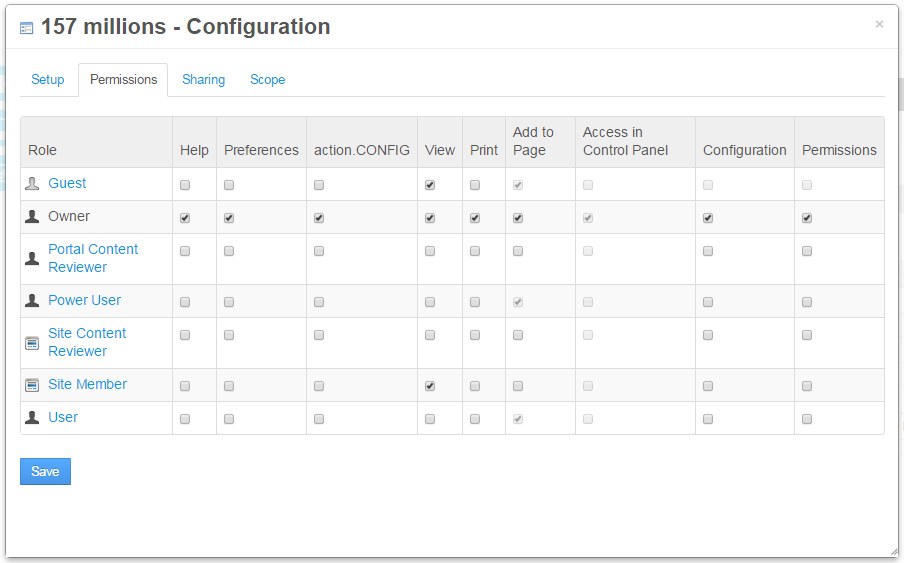 157 millions - Configuration
×
Setup Permissions Sharing Scope
Role Help Preferences action.CONFIG View Print Add to Page Access in Control Panel Configuration Permissions
Guest
Owner
Portal Content
Reviewer
Power User
Site Content
Reviewer
Site Member
User
Save